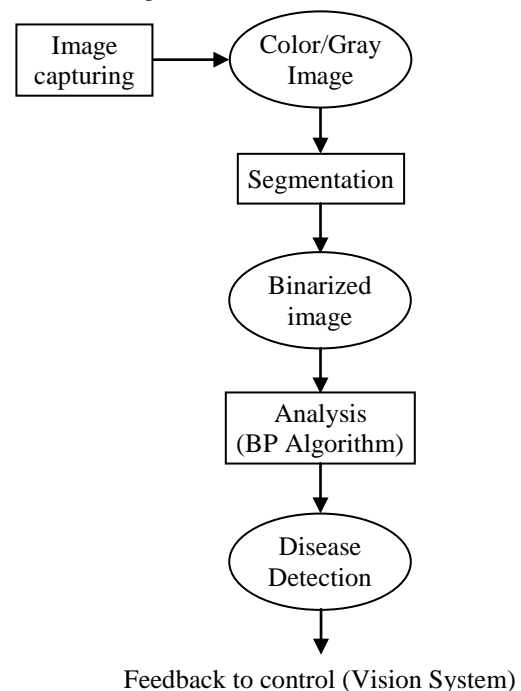 Image
capturing
Color/Gray
Image
Segmentation
Binarized
image
Analysis
(BP Algorithm)
Disease
Detection
Feedback to control (Vision System)